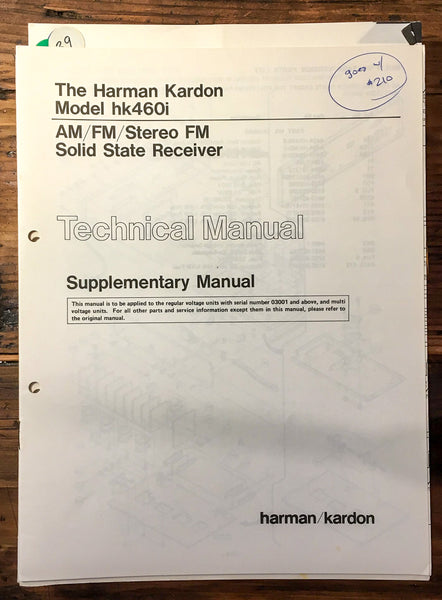 29
goes w/
#210
The Harman Kardon
Model hk460i
AM/FM/Stereo FM
Solid State Receiver
Technical Manual
Supplementary Manual
This manual is to be applied to the regular voltage units with serial number 03001 and above, and multi
voltage units. For all other parts and service information except them in this manual, please refer to
the original manual.
harman/kardon